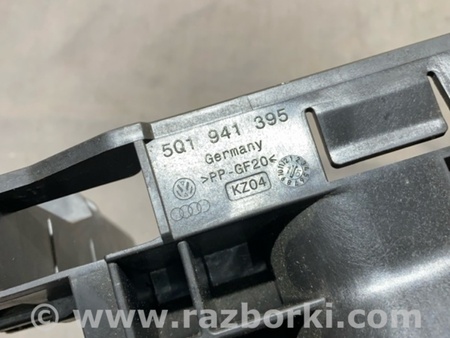 5Q1 941 395
Germany
>PP-GF20<
KZ04
www.razborki.com